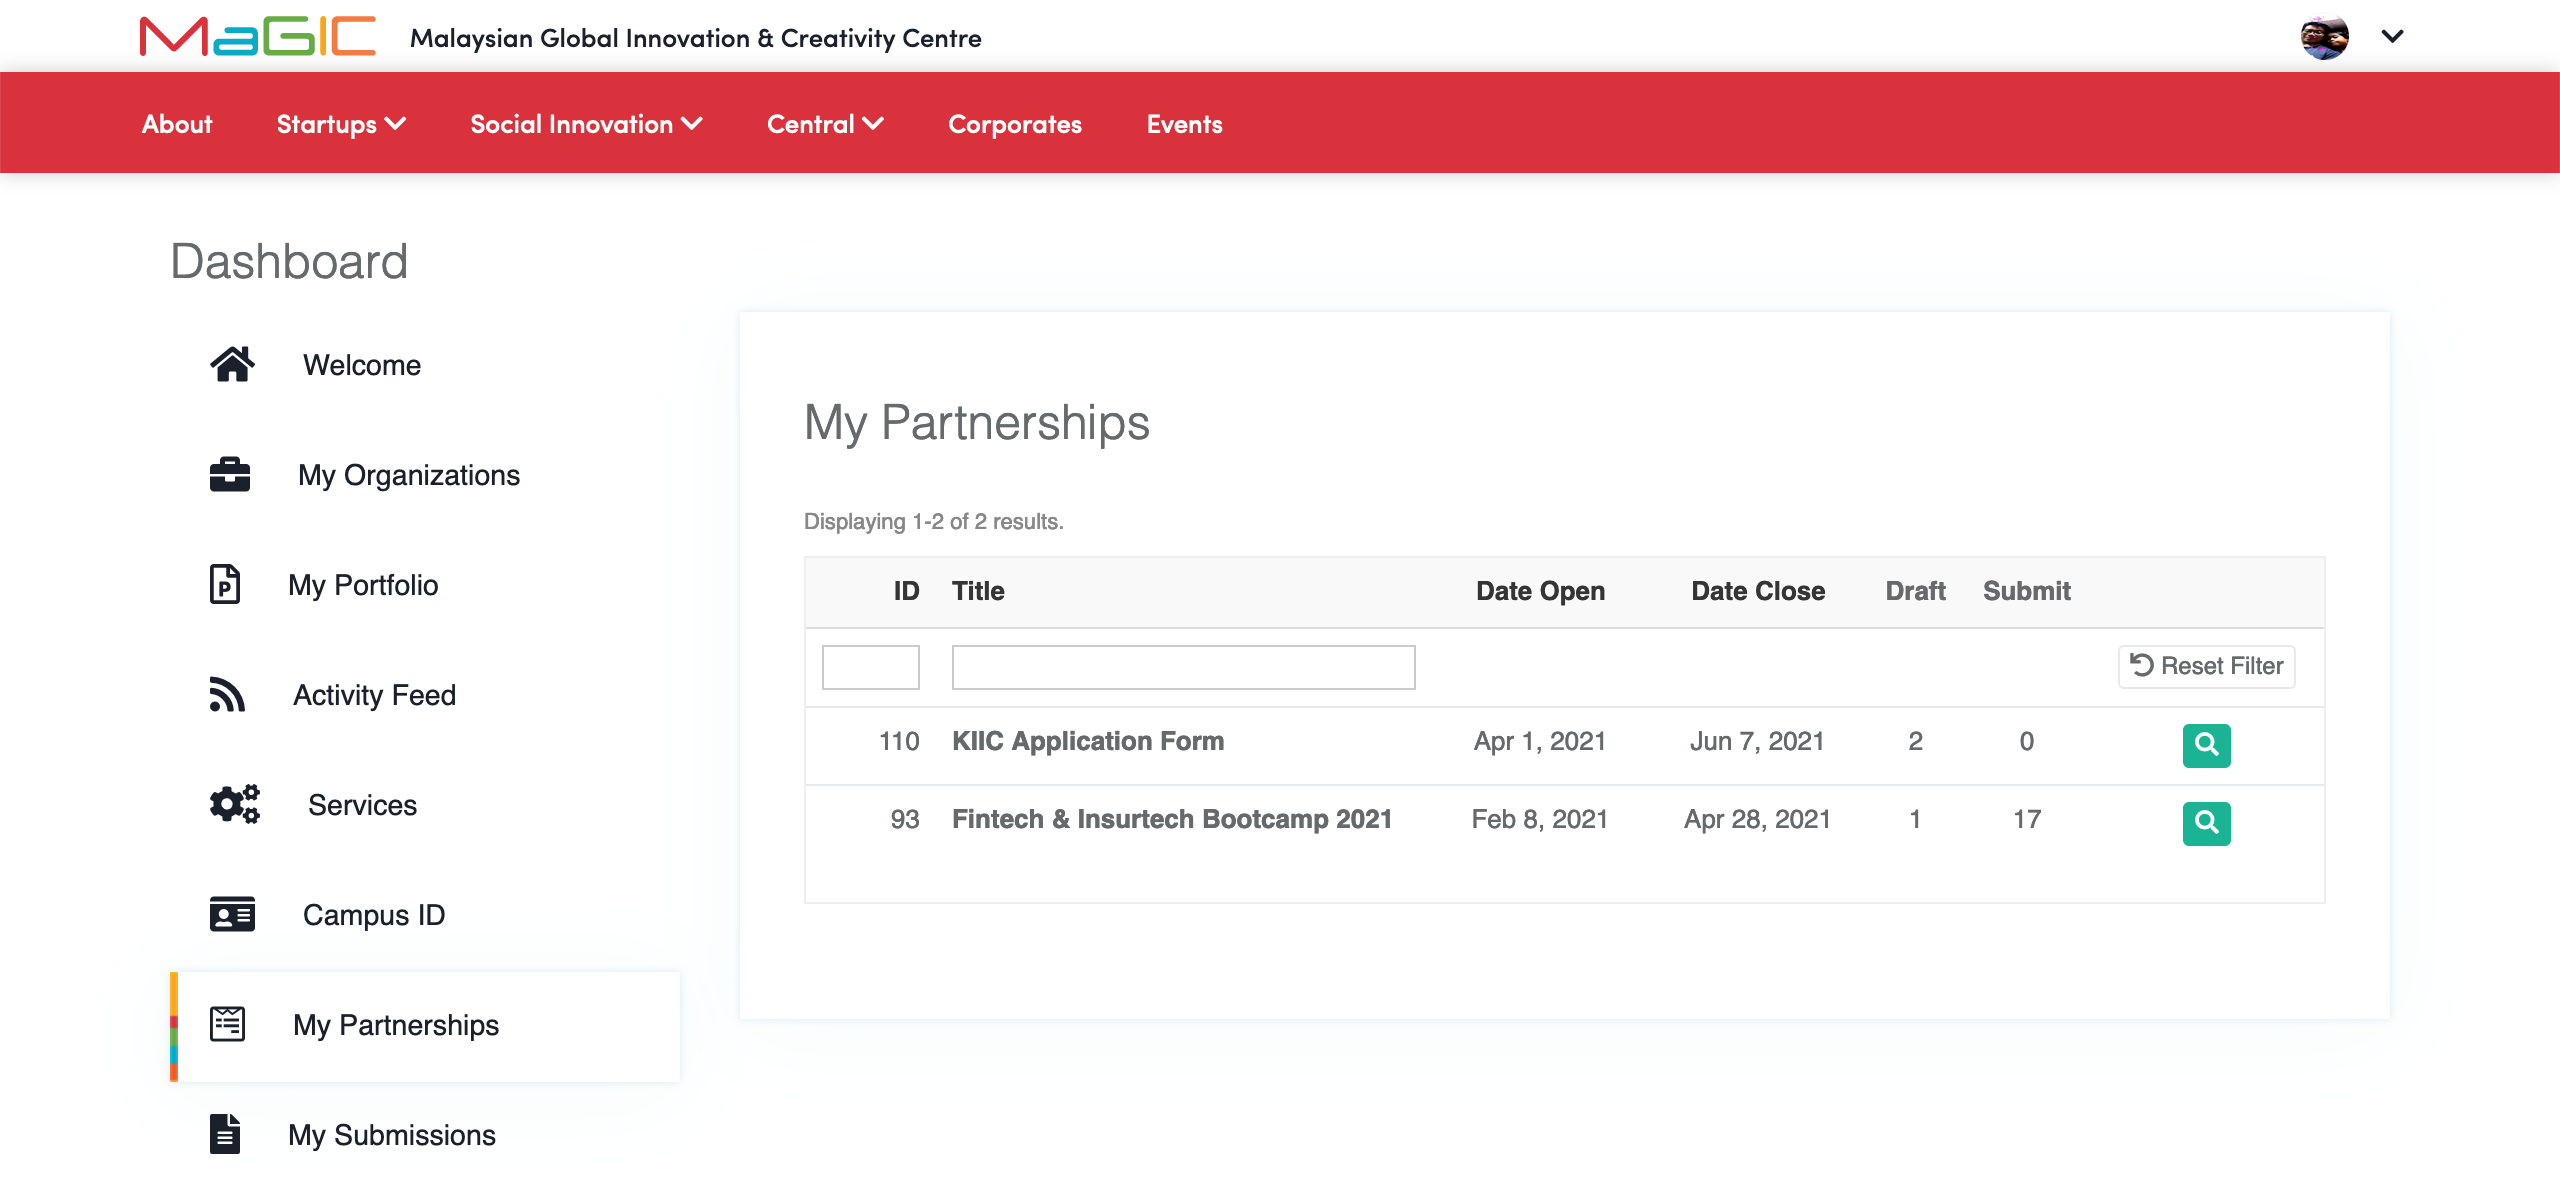 MaGIC Malaysian Global Innovation & Creativity Centre
About Startups Social Innovation Central Corporates Events
Dashboard
Welcome
My Organizations
My Portfolio
Activity Feed
Services
Campus ID
My Partnerships
My Submissions
My Partnerships
Displaying 1-2 of 2 results.
ID Title Date Open Date Close Draft Submit
Reset Filter
110 KIIC Application Form Apr 1, 2021 Jun 7, 2021 2 0
93 Fintech & Insurtech Bootcamp 2021 Feb 8, 2021 Apr 28, 2021 1 17